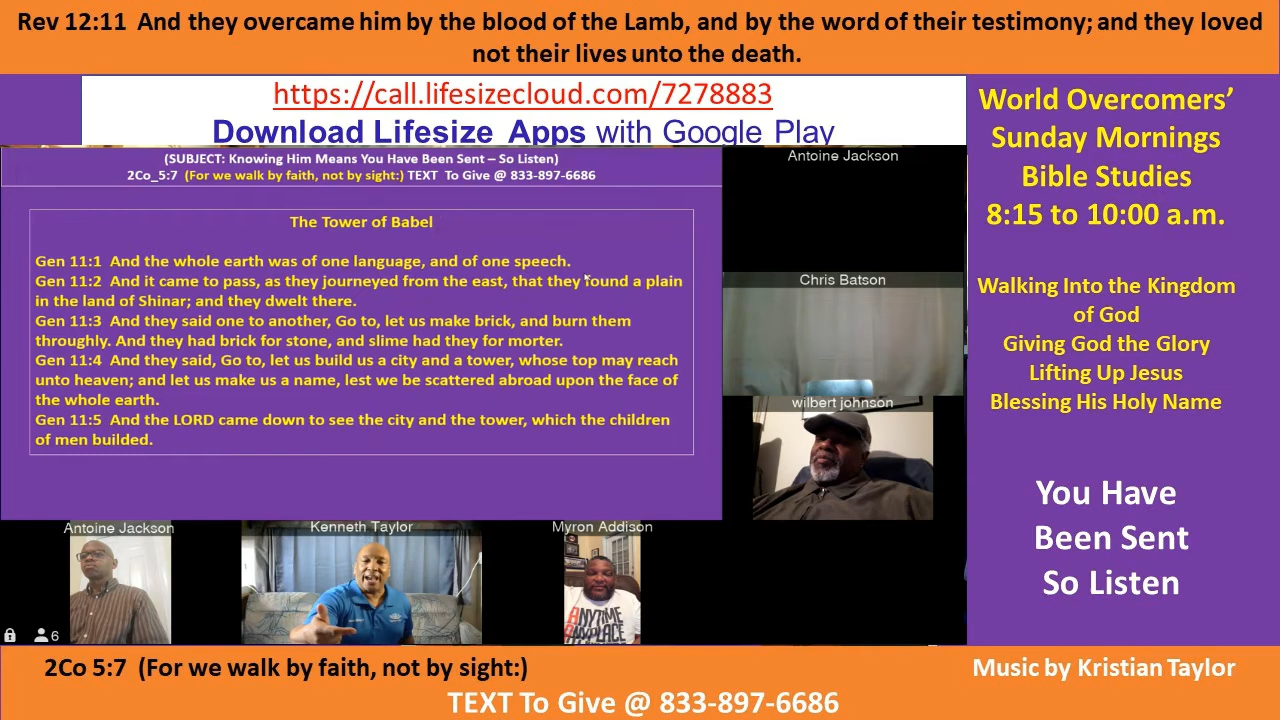 Rev 12:11  And they overcame him by the blood of the Lamb, and by the word of their testimony; and they loved
not their lives unto the death.
https://call.lifesizecloud.com/7278883
Download Lifesize Apps with Google Play
(SUBJECT: Knowing Him Means You Have Been Sent – So Listen)
2Co_5:7 (For we walk by faith, not by sight:) TEXT To Give @ 833-897-6686
The Tower of Babel
Gen 11:1 And the whole earth was of one language, and of one speech.
Gen 11:2 And it came to pass, as they journeyed from the east, that they found a plain
in the land of Shinar; and they dwelt there.
Gen 11:3 And they said one to another, Go to, let us make brick, and burn them
throughly. And they had brick for stone, and slime had they for morter.
Gen 11:4 And they said, Go to, let us build us a city and a tower, whose top may reach
unto heaven; and let us make us a name, lest we be scattered abroad upon the face of
the whole earth.
Gen 11:5 And the LORD came down to see the city and the tower, which the children
of men builded.
Antoine Jackson
Chris Batson
wilbert johnson
Antoine Jackson
Kenneth Taylor
Myron Addison
ANYTIME
ANYPLACE
6
World Overcomers’
Sunday Mornings
Bible Studies
8:15 to 10:00 a.m.
Walking Into the Kingdom
of God
Giving God the Glory
Lifting Up Jesus
Blessing His Holy Name
You Have
Been Sent
So Listen
2Co 5:7 (For we walk by faith, not by sight:)
Music by Kristian Taylor
TEXT To Give @ 833-897-6686